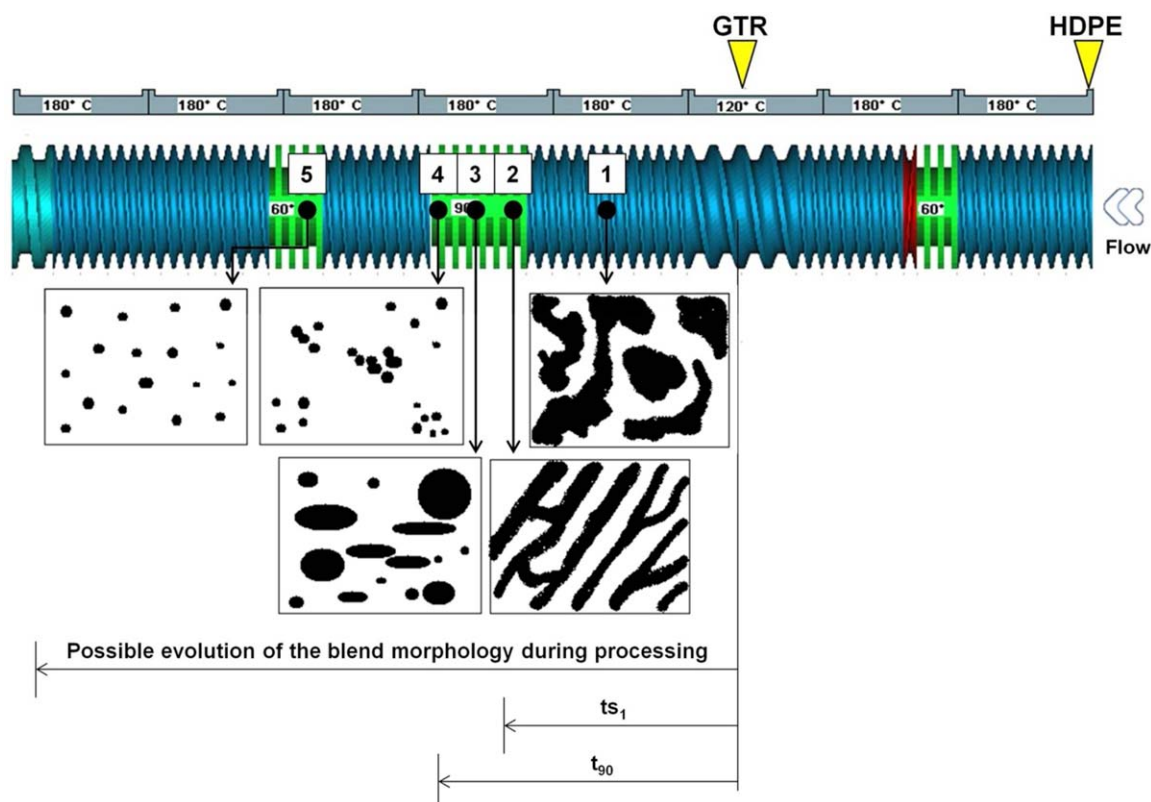 GTR HDPE
180° C 180° C 180° C 180° C 180° C 120° C 180° C 180° C
5 4 3 2 1
60° 90 60°
Flow
Possible evolution of the blend morphology during processing
ts₁
t₉₀